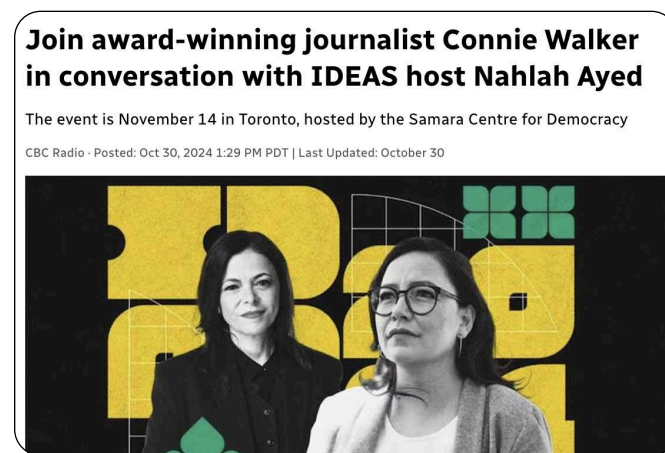 Join award-winning journalist Connie Walker
in conversation with IDEAS host Nahlah Ayed
The event is November 14 in Toronto, hosted by the Samara Centre for Democracy
CBC Radio · Posted: Oct 30, 2024 1:29 PM PDT | Last Updated: October 30